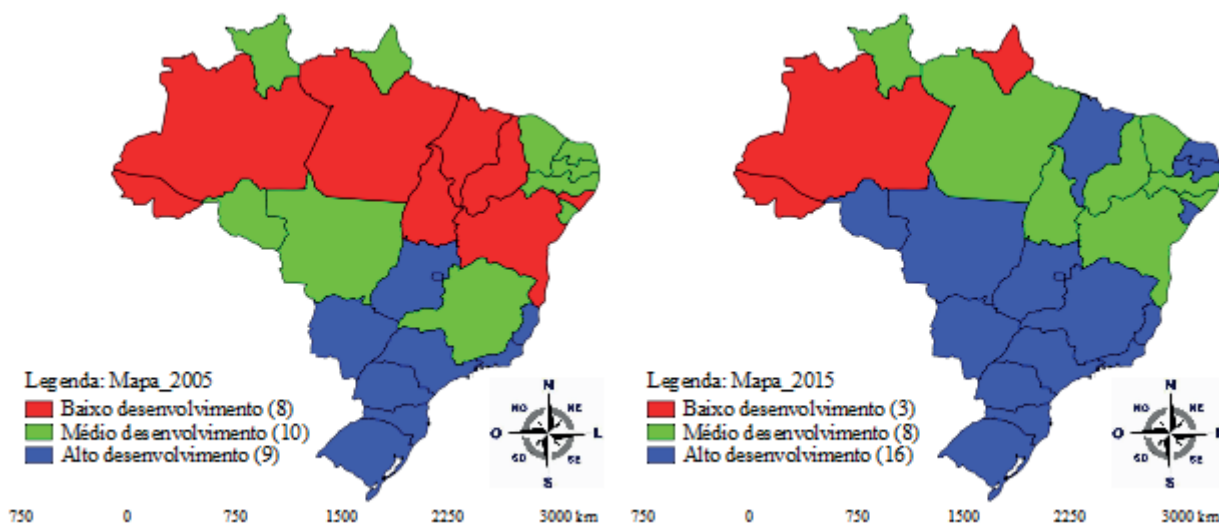 Legenda: Mapa_2005
Baixo desenvolvimento (8)
Médio desenvolvimento (10)
Alto desenvolvimento (9)
N
NO NE
O L
SO SE
S
750 0 750 1500 2250 3000 km
Legenda: Mapa_2015
Baixo desenvolvimento (3)
Médio desenvolvimento (8)
Alto desenvolvimento (16)
N
NO NE
O
SO SE
S
750 0 750 1500 2250 3000 km